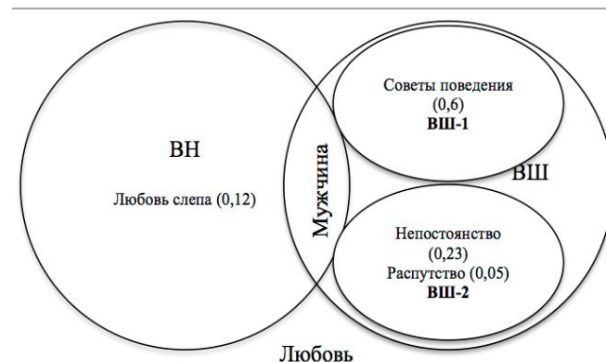 ВН
Любовь слепа (0,12)
Мужчина
Советы поведения
(0,6)
ВШ-1
ВШ
Непостоянство
(0,23)
Распутство (0,05)
ВШ-2
Любовь